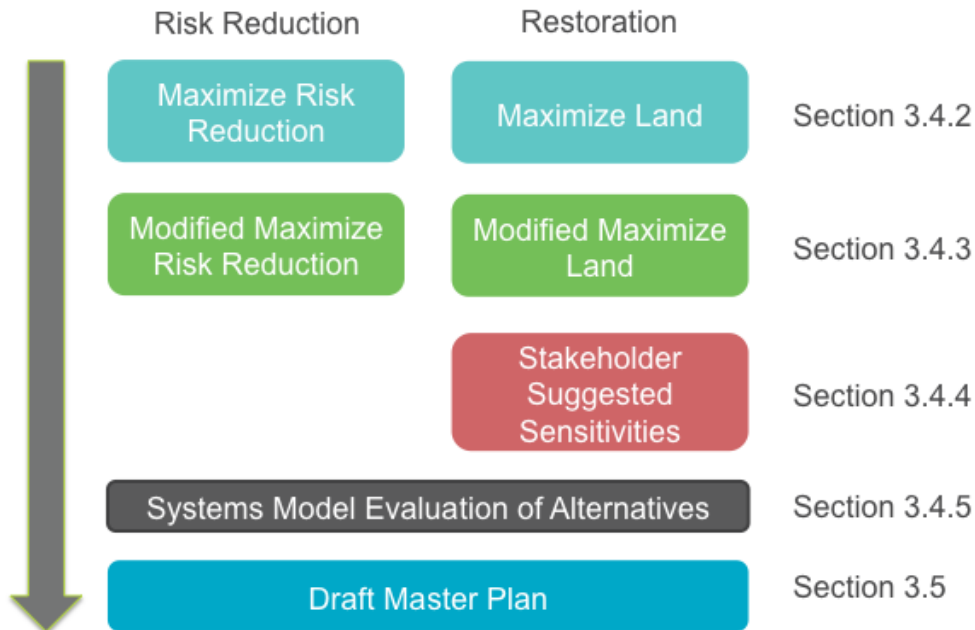 Risk Reduction
Restoration
Maximize Risk
Reduction
Maximize Land
Section 3.4.2
Modified Maximize
Risk Reduction
Modified Maximize
Land
Section 3.4.3
Stakeholder
Suggested
Sensitivities
Section 3.4.4
Systems Model Evaluation of Alternatives
Section 3.4.5
Draft Master Plan
Section 3.5